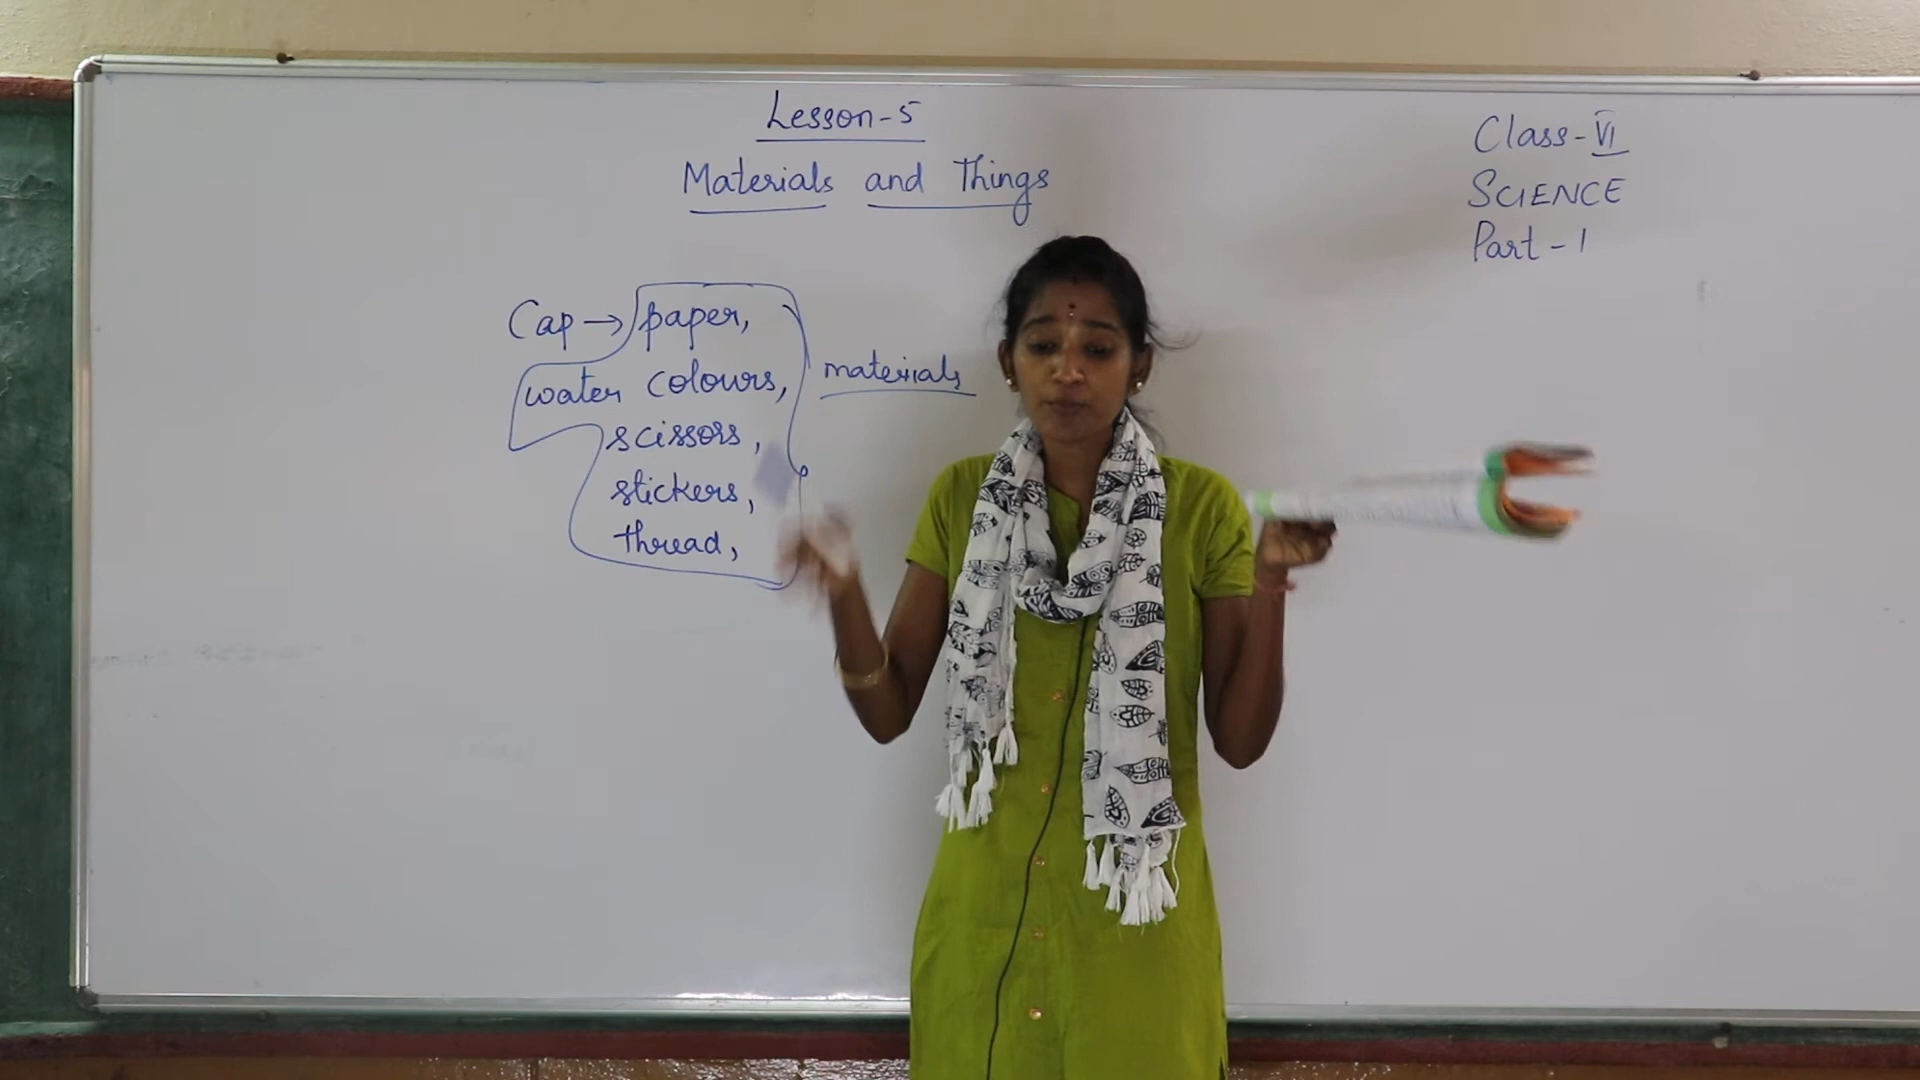 Lesson-5
Materials and Things
Class-VI
SCIENCE
Part-1
Cap → paper,
water colours,
scissors,
stickers,
thread,
materials